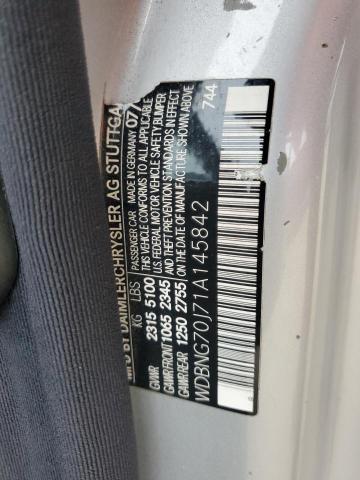 MFD BY DAIMLERCHRYSLER AG STUTTGA
PASSENGER CAR MADE IN GERMANY 07/
KG LBS THIS VEHICLE CONFORMS TO ALL APPLICABLE
GVWR 2315 5100 U.S. FEDERAL MOTOR VEHICLE SAFETY, BUMPER
GAWR FRONT 1065 2345 AND THEFT PREVENTION STANDARDS IN EFFECT
GAWR REAR 1250 2755 ON THE DATE OF MANUFACTURE SHOWN ABOVE
WDBNG70J71A145842
744